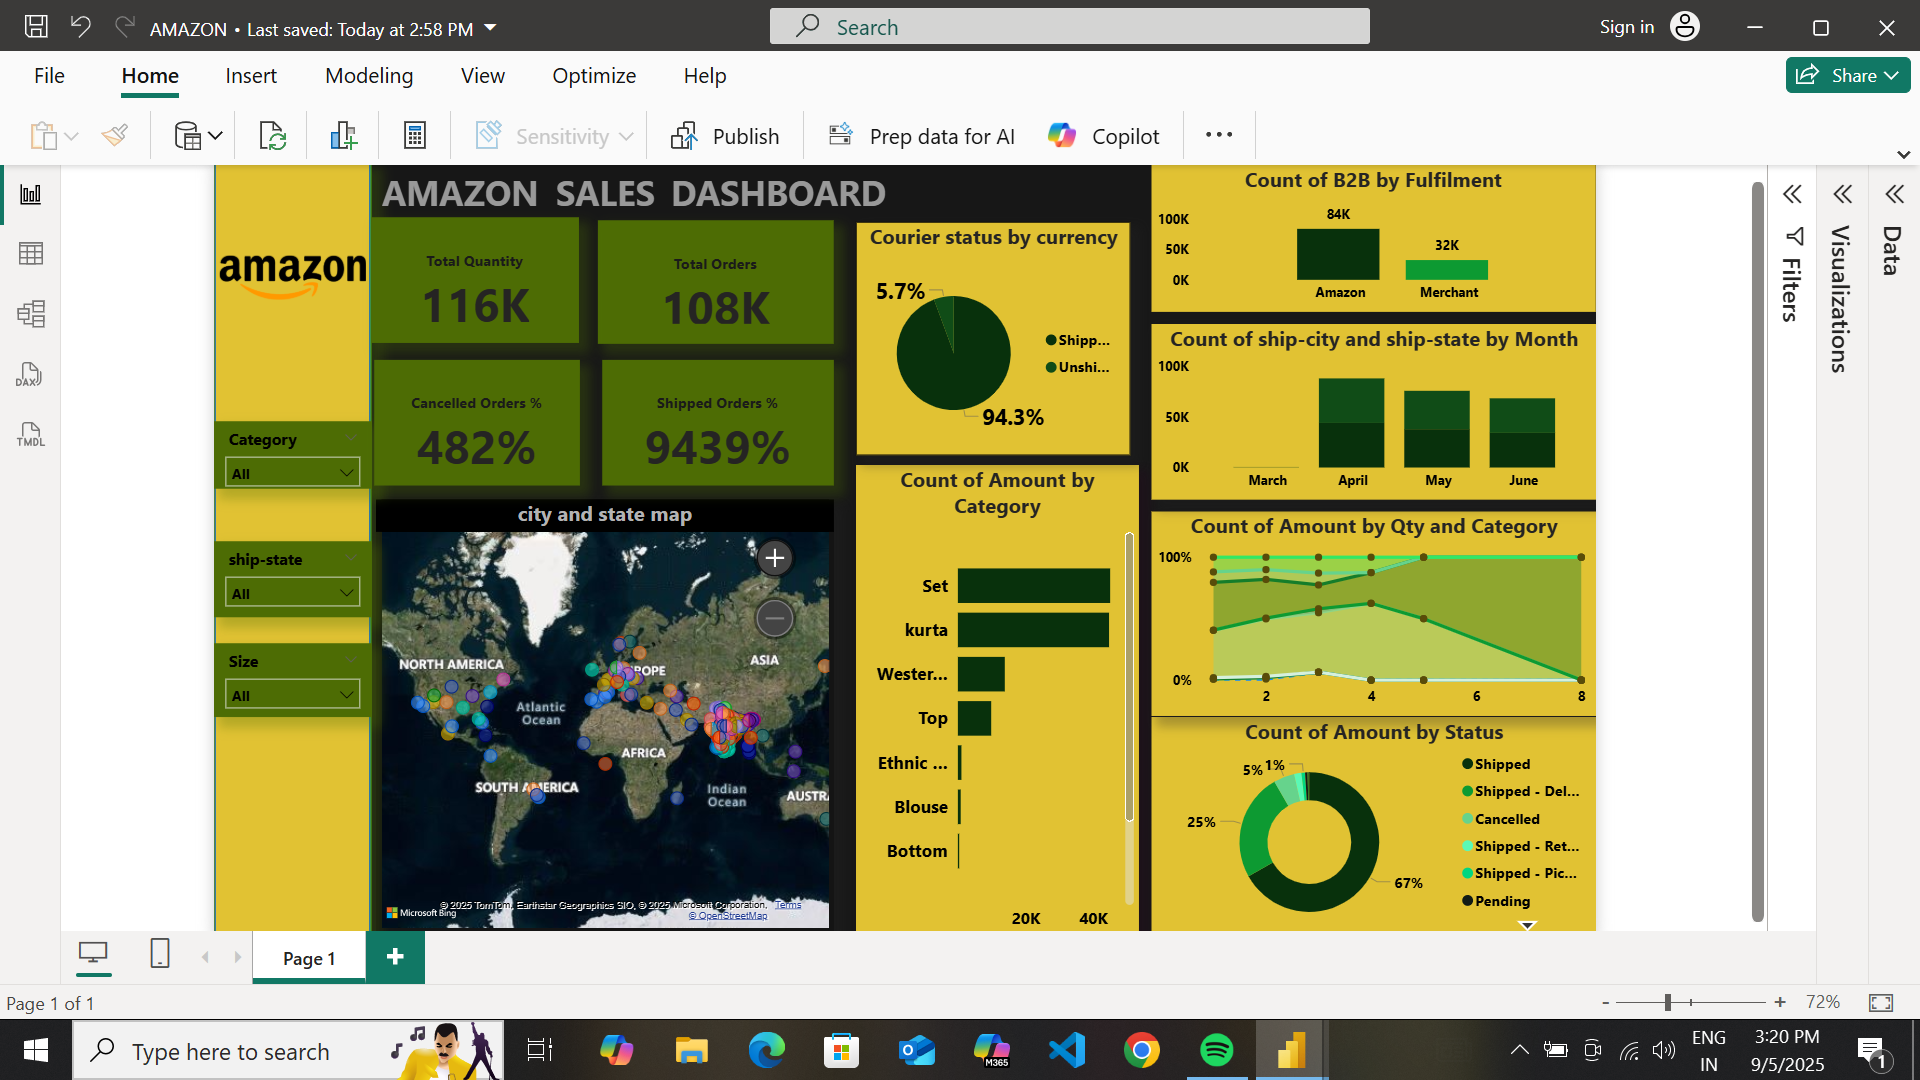 AMAZON • Last saved: Today at 2:58 PM
Search
Sign in
File
Home
Insert
Modeling
View
Optimize
Help
Share
Sensitivity
Publish
Prep data for AI
Copilot
DAX
TMDL
amazon
Category
All
ship-state
All
Size
All
AMAZON SALES DASHBOARD
Total Quantity
116K
Total Orders
108K
Cancelled Orders %
482%
Shipped Orders %
9439%
city and state map
NORTH AMERICA
Atlantic
Ocean
SOUTH AMERICA
AFRICA
ROPE
ASIA
Indian
Ocean
AUSTRA
Microsoft Bing
© 2025 TomTom, Earthstar Geographics SIO, © 2025 Microsoft Corporation, Terms
© OpenStreetMap
Courier status by currency
5.7%
94.3%
Shipp...
Unshi...
Count of Amount by
Category
Set
kurta
Wester...
Top
Ethnic ...
Blouse
Bottom
20K
40K
Count of B2B by Fulfilment
100K
50K
0K
84K
32K
Amazon
Merchant
Count of ship-city and ship-state by Month
100K
50K
0K
March
April
May
June
Count of Amount by Qty and Category
100%
0%
2
4
6
8
Count of Amount by Status
5%
1%
25%
67%
Shipped
Shipped - Del...
Cancelled
Shipped - Ret...
Shipped - Pic...
Pending
Filters
Visualizations
Data
Page 1
Page 1 of 1
- + 72%
Type here to search
M365
ENG
IN
3:20 PM
9/5/2025
1